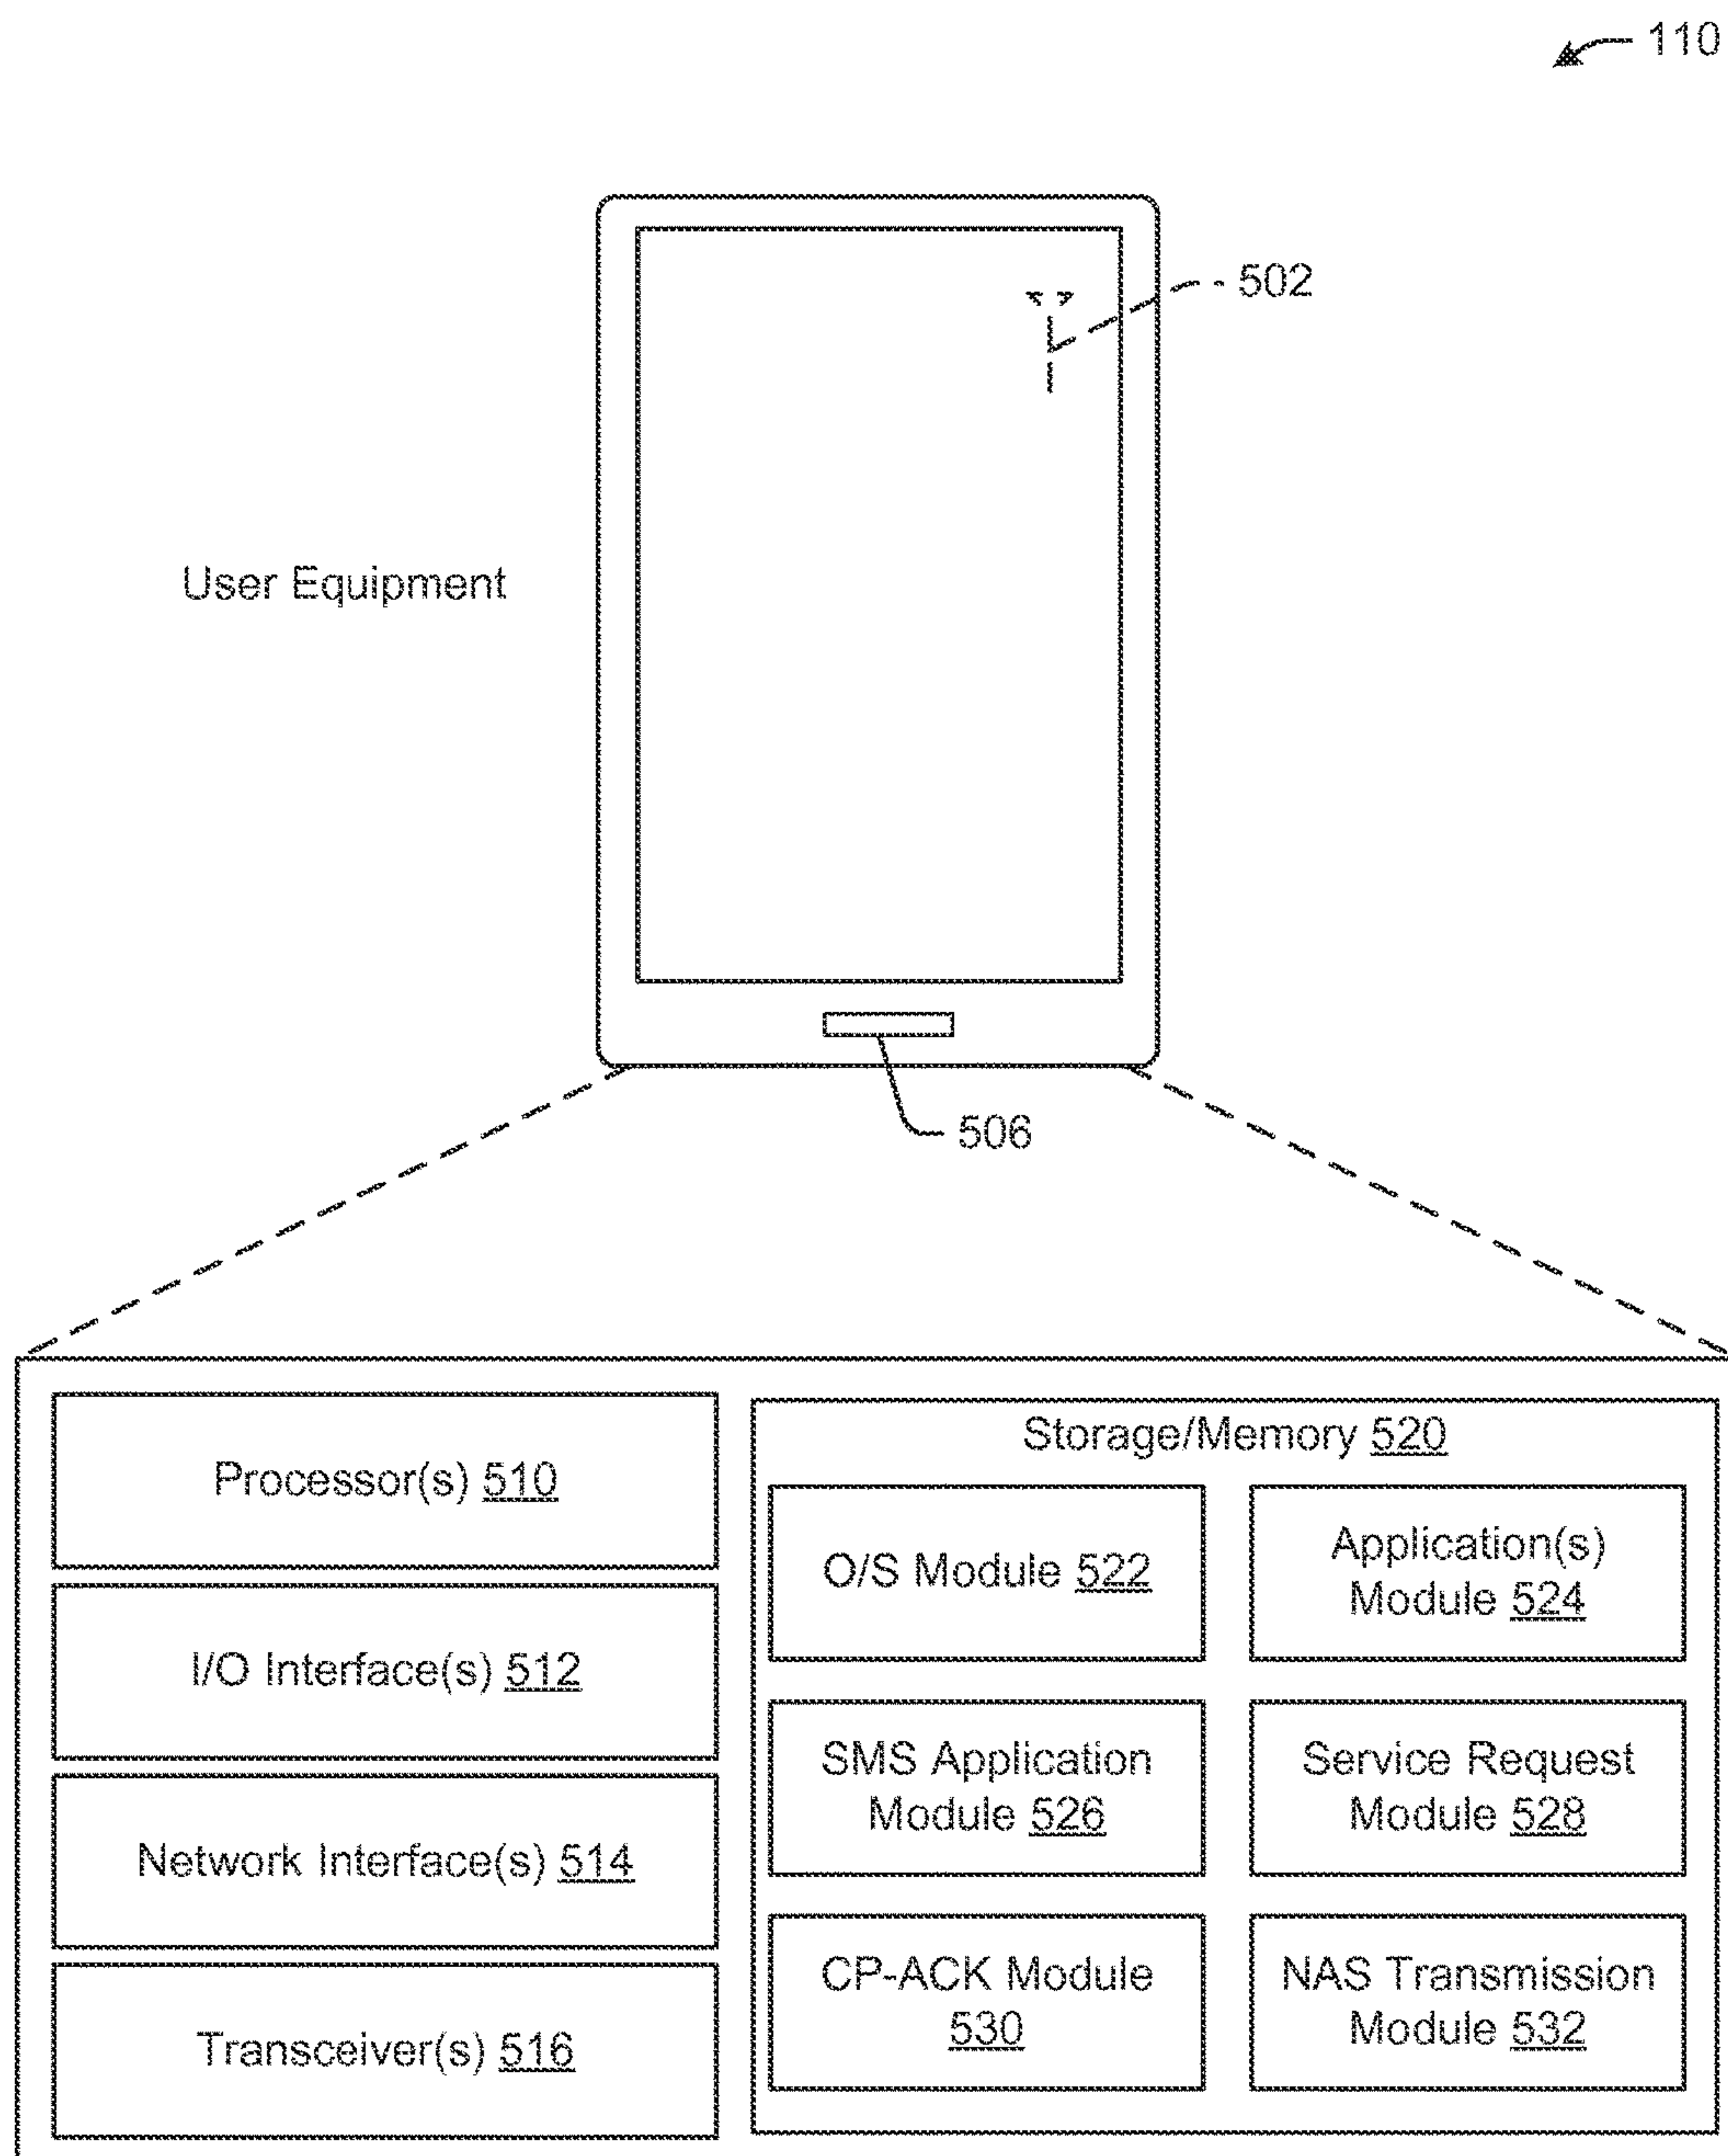 110
502
User Equipment
506
Processor(s) 510
I/O Interface(s) 512
Network Interface(s) 514
Transceiver(s) 516
Storage/Memory 520
O/S Module 522
Application(s)
Module 524
SMS Application
Module 526
Service Request
Module 528
CP-ACK Module
530
NAS Transmission
Module 532